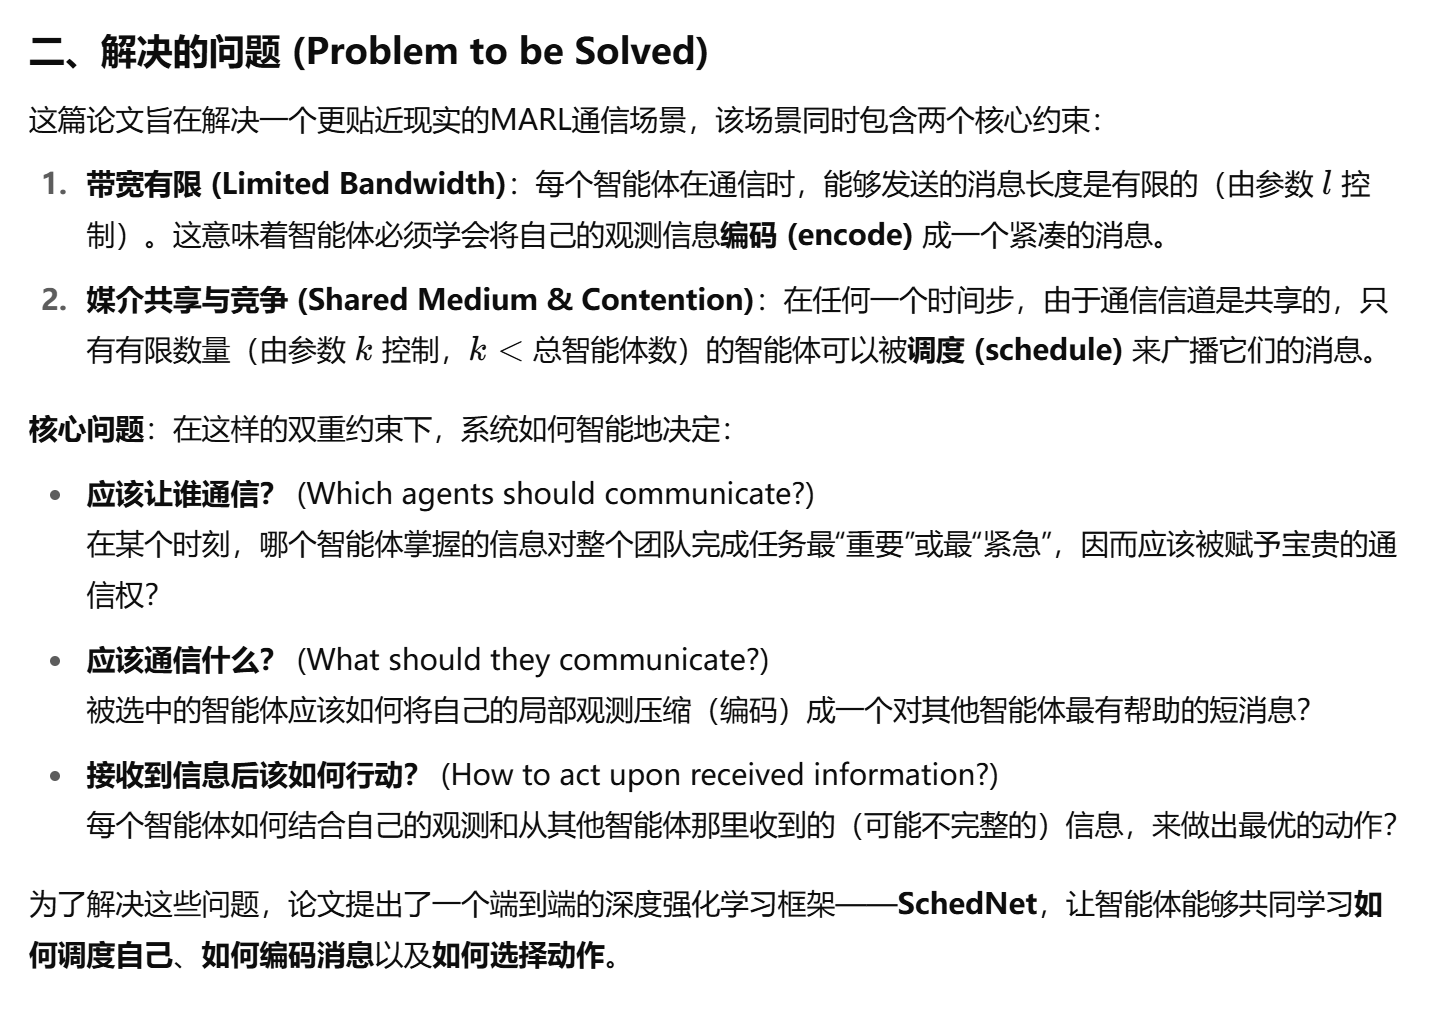 二、解决的问题 (Problem to be Solved)
这篇论文旨在解决一个更贴近现实的MARL通信场景，该场景同时包含两个核心约束：
1. 带宽有限 (Limited Bandwidth)：每个智能体在通信时，能够发送的消息长度是有限的（由参数 l 控
制）。这意味着智能体必须学会将自己的观测信息编码 (encode) 成一个紧凑的消息。
2. 媒介共享与竞争 (Shared Medium & Contention)：在任何一个时间步，由于通信信道是共享的，只
有有限数量（由参数 k 控制，k < 总智能体数）的智能体可以被调度 (schedule) 来广播它们的消息。
核心问题：在这样的双重约束下，系统如何智能地决定：
• 应该让谁通信？ (Which agents should communicate?)
在某个时刻，哪个智能体掌握的信息对整个团队完成任务最“重要”或最“紧急”，因而应该被赋予宝贵的通
信权？
• 应该通信什么？ (What should they communicate?)
被选中的智能体应该如何将自己的局部观测压缩（编码）成一个对其他智能体最有帮助的短消息？
• 接收到信息后该如何行动？ (How to act upon received information?)
每个智能体如何结合自己的观测和从其他智能体那里收到的（可能不完整的）信息，来做出最优的动作？
为了解决这些问题，论文提出了一个端到端的深度强化学习框架——SchedNet，让智能体能够共同学习如
何调度自己、如何编码消息以及如何选择动作。